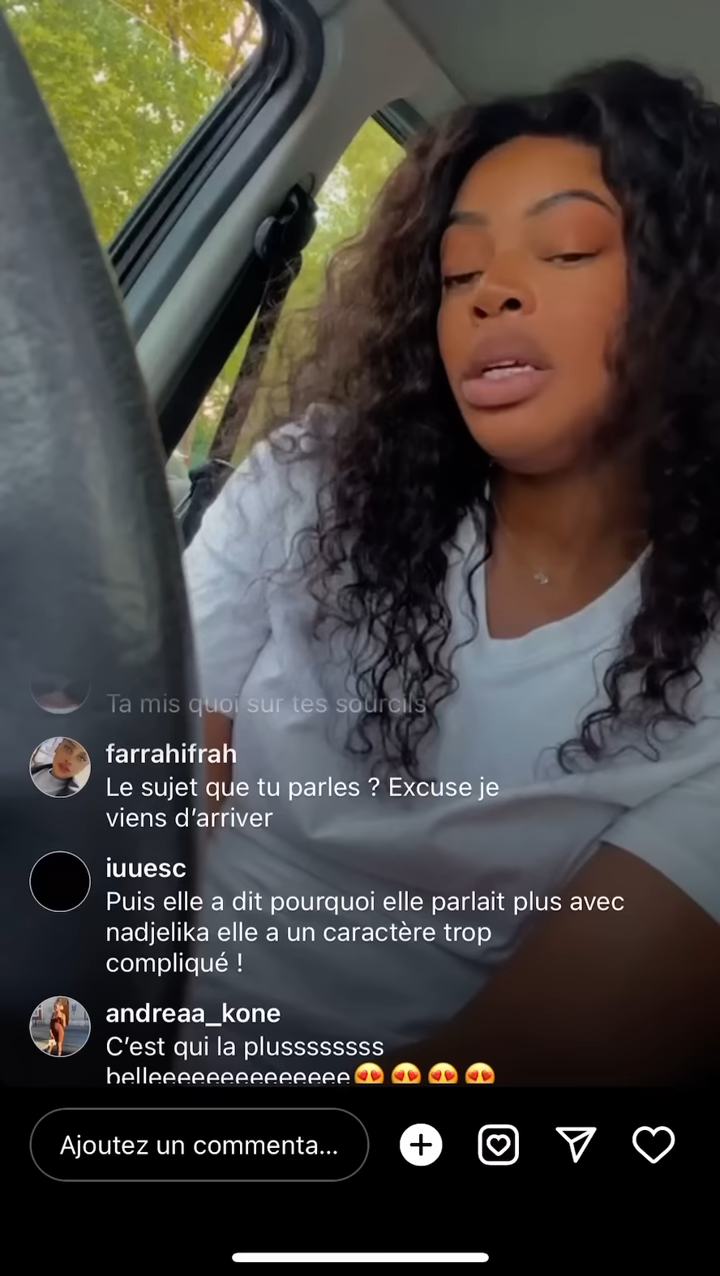 Ta mis quoi sur tes sourcils
farrahifrah
Le sujet que tu parles ? Excuse je
viens d’arriver
iuuesc
Puis elle a dit pourquoi elle parlait plus avec
nadjelika elle a un caractère trop
compliqué !
andreaa_kone
C’est qui la plussssssss
belleeeeeeeeeeeeee😍😍😍😍
Ajoutez un commenta...